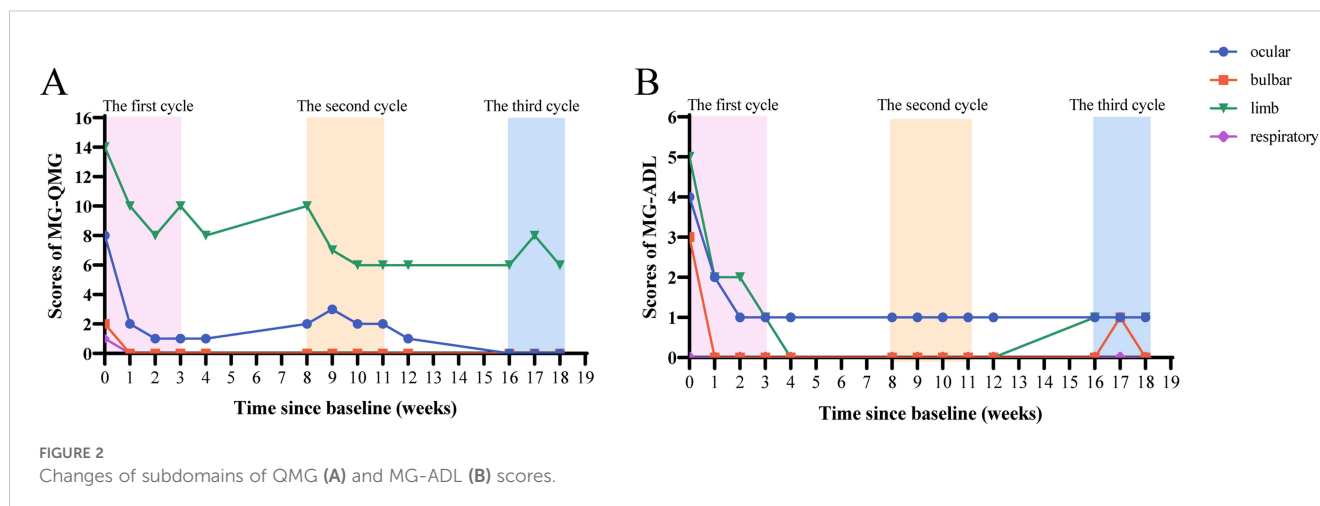 A
The first cycle
The second cycle
The third cycle
16
14
12
10
8
6
4
2
0
Scores of MG-QMG
0 1 2 3 4 5 6 7 8 9 10 11 12 13 14 15 16 17 18 19
Time since baseline (weeks)
B
The first cycle
The second cycle
The third cycle
6
5
4
3
2
1
0
Scores of MG-ADL
0 1 2 3 4 5 6 7 8 9 10 11 12 13 14 15 16 17 18 19
Time since baseline (weeks)
ocular
bulbar
limb
respiratory
FIGURE 2
Changes of subdomains of QMG (A) and MG-ADL (B) scores.